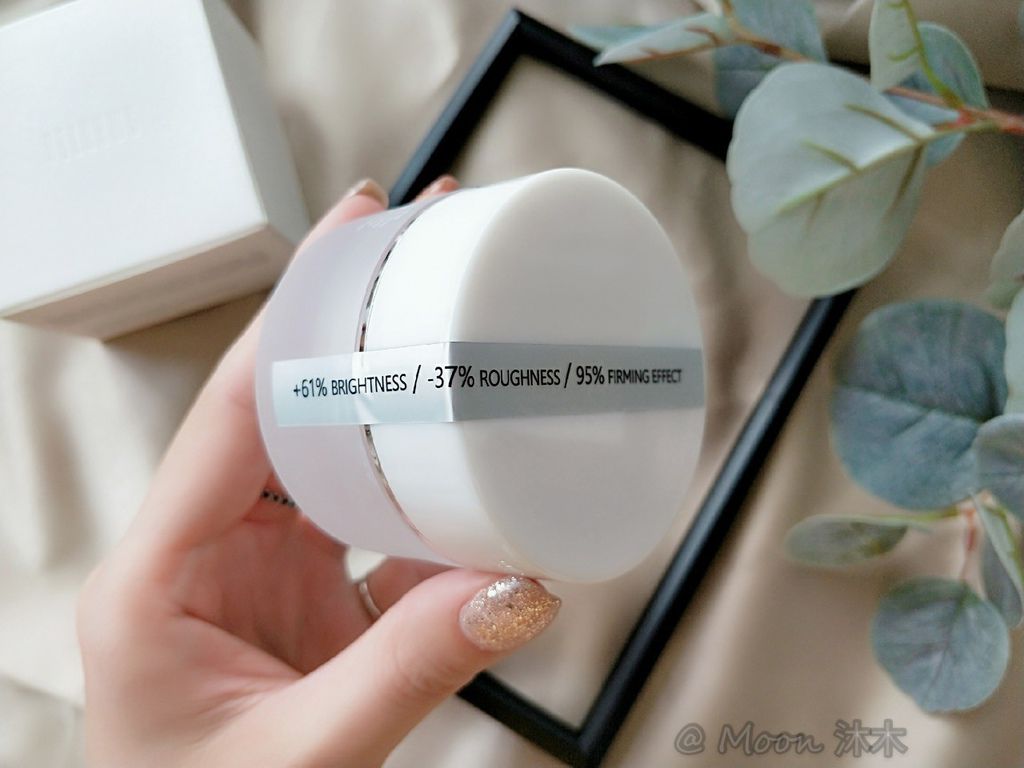 +61% BRIGHTNESS / -37% ROUGHNESS / 95% FIRMING EFFECT
@ Moon 沐木